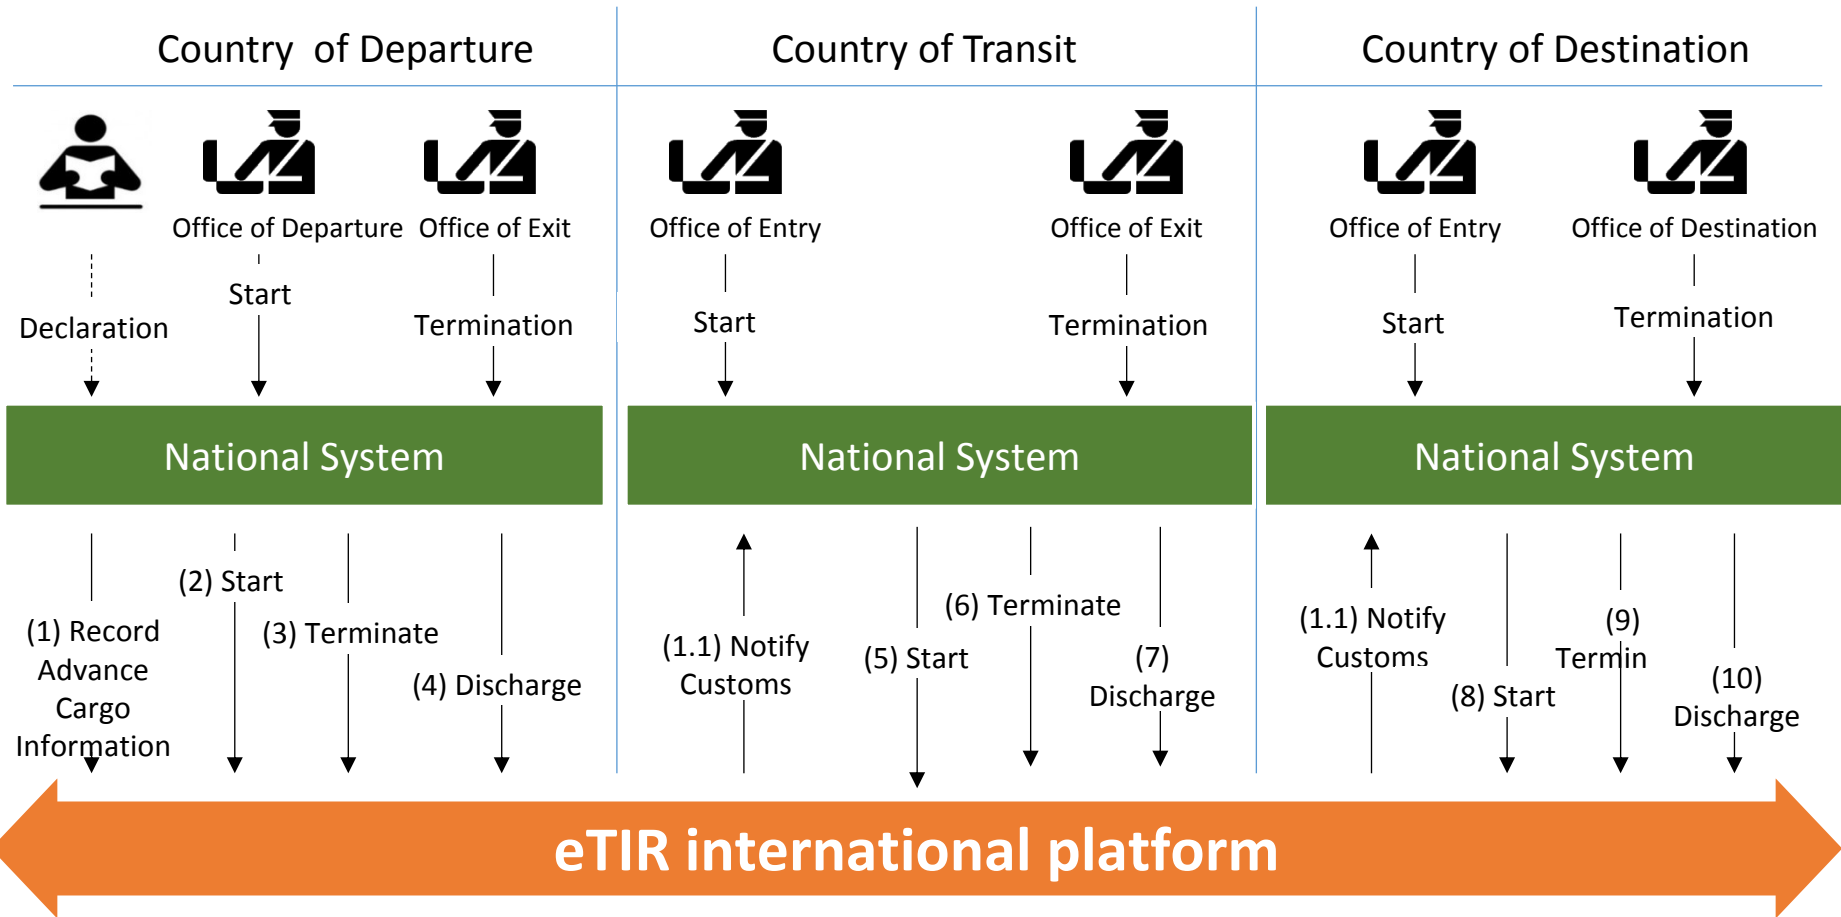 Country of Departure
Country of Transit
Country of Destination
Office of Departure
Office of Exit
Office of Entry
Office of Exit
Office of Entry
Office of Destination
Declaration
Start
Termination
Start
Termination
Start
Termination
National System
National System
National System
(1) Record
Advance
Cargo
Information
(2) Start
(3) Terminate
(4) Discharge
(1.1) Notify
Customs
(5) Start
(6) Terminate
(7)
Discharge
(1.1) Notify
Customs
(8) Start
(9)
Termin
(10)
Discharge
eTIR international platform